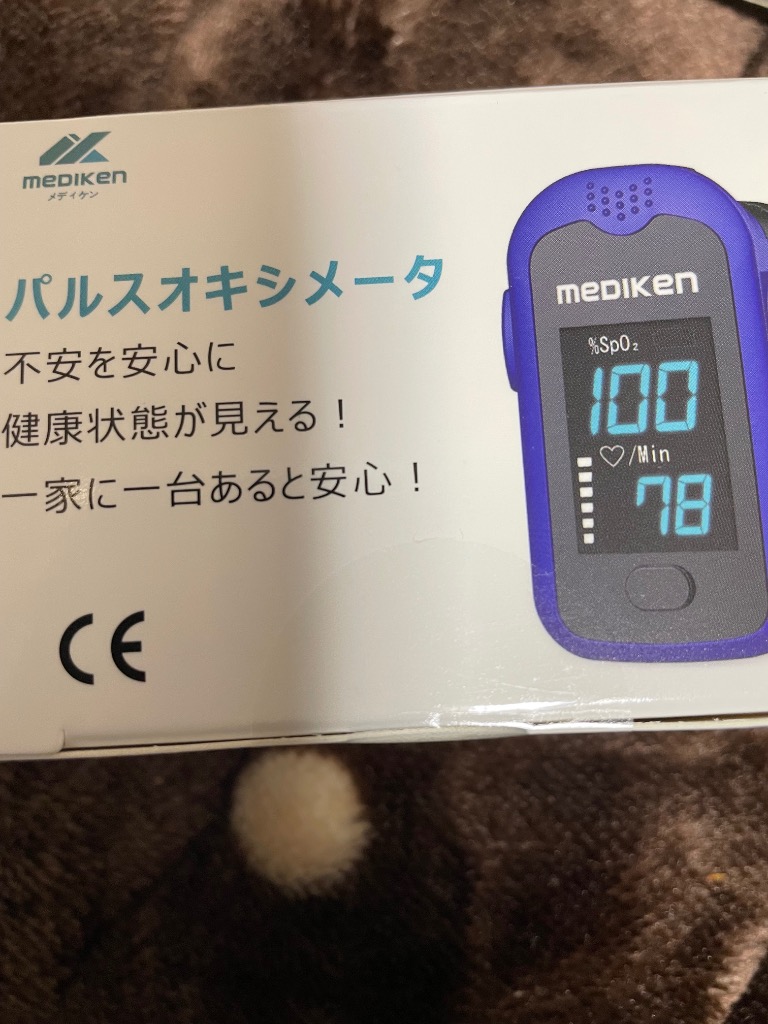 MEDIKEN
メディケン
パルスオキシメータ
不安を安心に
健康状態が見える！
一家に一台あると安心！
CE
MEDIKEN
%SpO₂
100
♡/Min
78